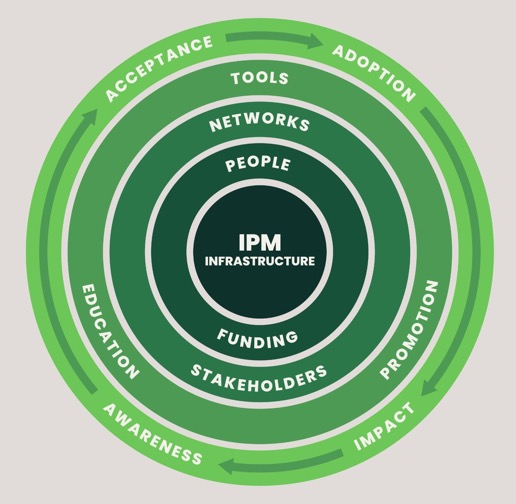 ACCEPTANCE
ADOPTION
TOOLS
NETWORKS
PEOPLE
IPM
INFRASTRUCTURE
EDUCATION
PROMOTION
FUNDING
STAKEHOLDERS
AWARENESS
IMPACT